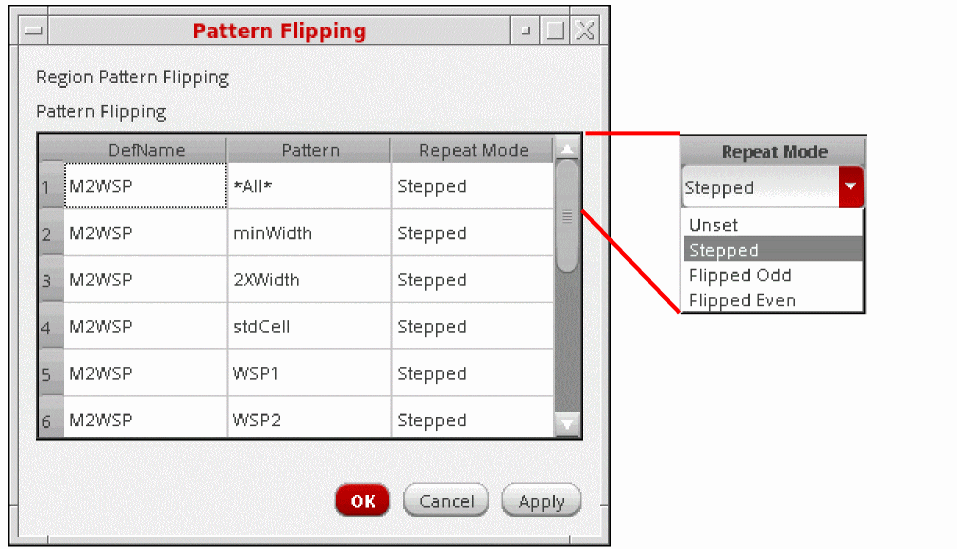 Pattern Flipping
Region Pattern Flipping
Pattern Flipping
DefName Pattern Repeat Mode
1 M2WSP *All* Stepped
2 M2WSP minWidth Stepped
3 M2WSP 2XWidth Stepped
4 M2WSP stdCell Stepped
5 M2WSP WSP1 Stepped
6 M2WSP WSP2 Stepped
OK Cancel Apply
Repeat Mode
Stepped
Unset
Stepped
Flipped Odd
Flipped Even